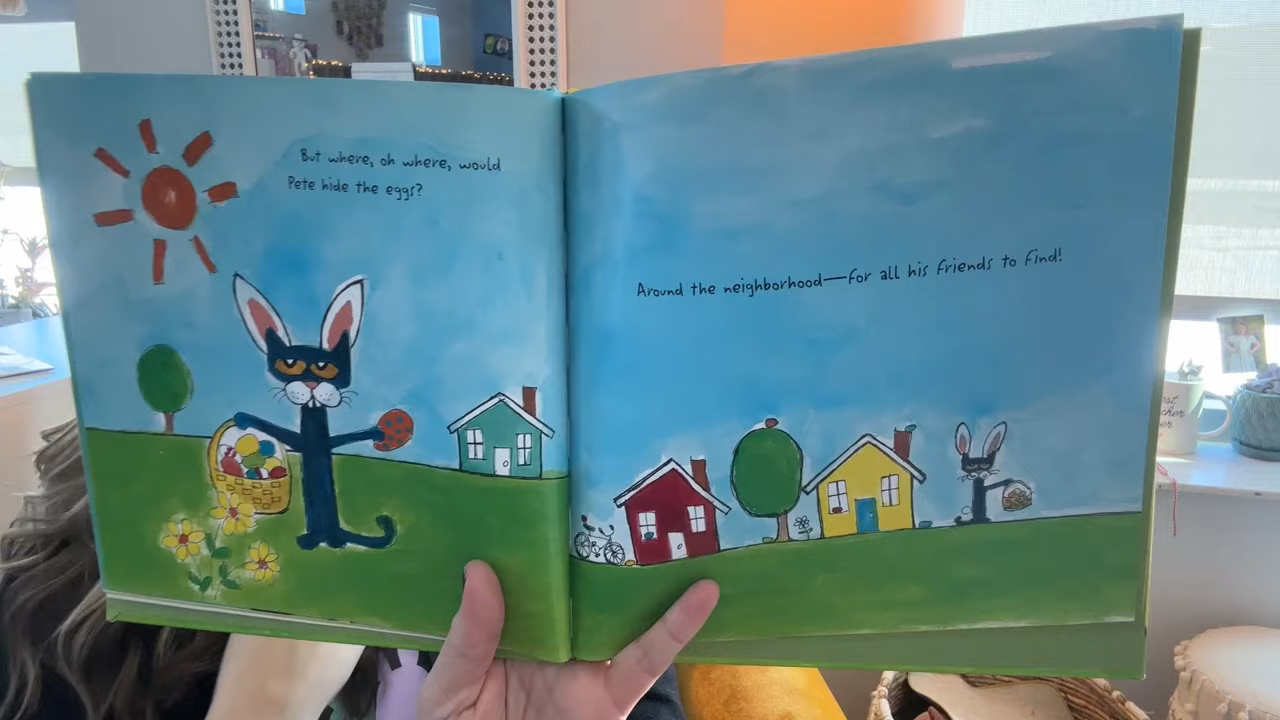 But where, oh where, would
Pete hide the eggs?
Around the neighborhood—for all his friends to find!